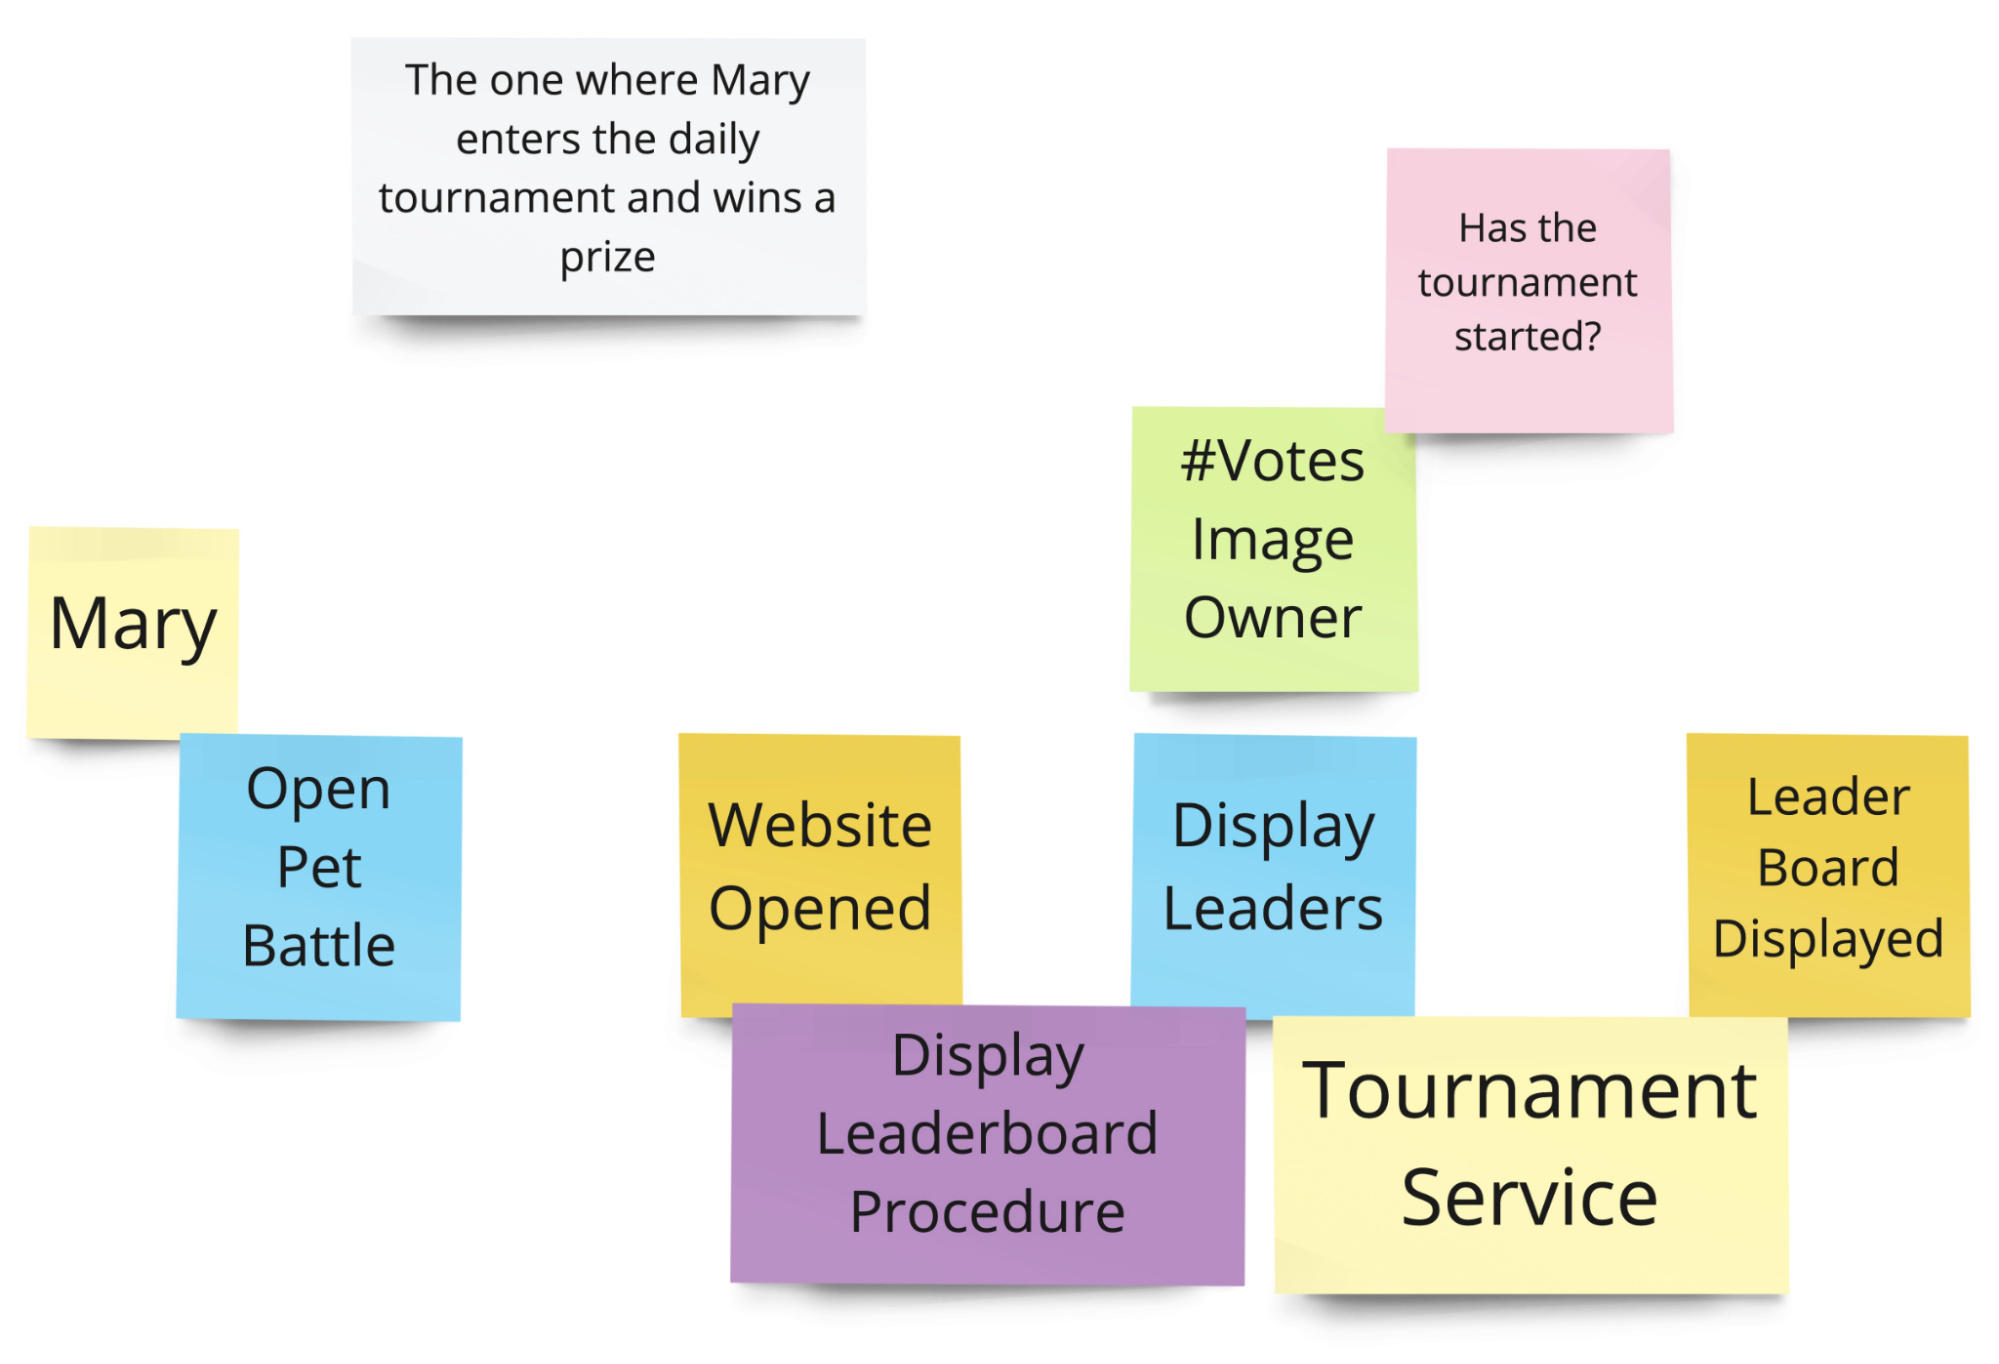 The one where Mary
enters the daily
tournament and wins a
prize
Has the
tournament
started?
#Votes
Image
Owner
Mary
Open
Pet
Battle
Website
Opened
Display
Leaders
Leader
Board
Displayed
Display
Leaderboard
Procedure
Tournament
Service